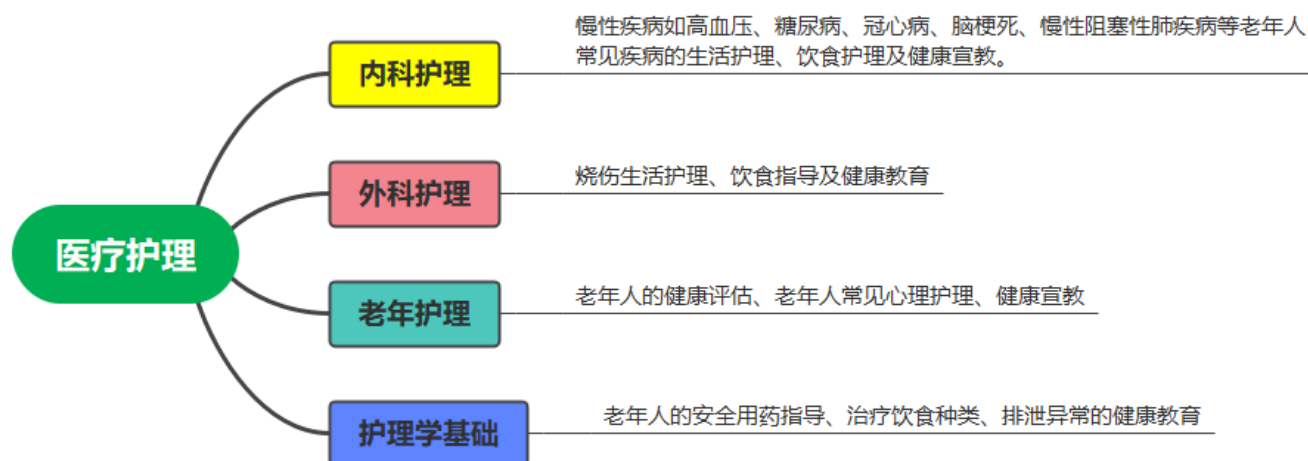 慢性疾病如高血压、糖尿病、冠心病、脑梗死、慢性阻塞性肺疾病等老年人
常见疾病的生活护理、饮食护理及健康宣教。
内科护理
烧伤生活护理、饮食指导及健康教育
外科护理
医疗护理
老年人的健康评估、老年人常见心理护理、健康宣教
老年护理
老年人的安全用药指导、治疗饮食种类、排泄异常的健康教育
护理学基础